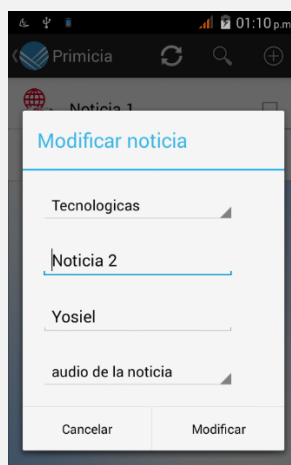 01:10 p.m.
Primicia
Noticia 1
Modificar noticia
Tecnologicas
Noticia 2
Yosiel
audio de la noticia
Cancelar
Modificar